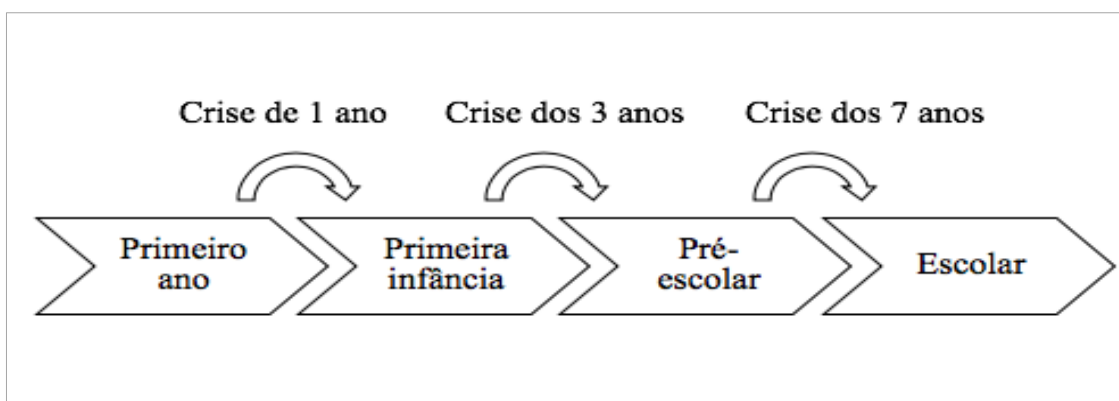 Crise de 1 ano
Crise dos 3 anos
Crise dos 7 anos
Primeiro
ano
Primeira
infância
Pré-
escolar
Escolar